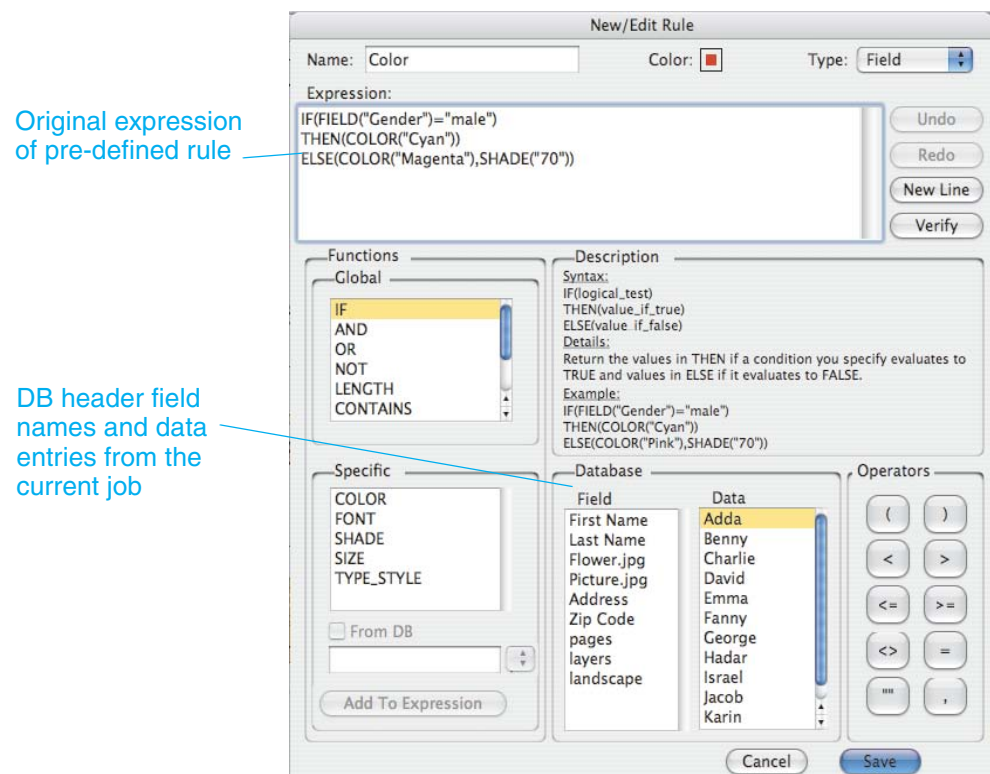 New/Edit Rule
Name: Color
Color:
Type: Field
Expression:
IF(FIELD("Gender")="male")
THEN(COLOR("Cyan"))
ELSE(COLOR("Magenta"),SHADE("70"))
Undo
Redo
New Line
Verify
Original expression
of pre-defined rule
Functions
Global
IF
AND
OR
NOT
LENGTH
CONTAINS
Description
Syntax:
IF(logical_test)
THEN(value_if_true)
ELSE(value_if_false)
Details:
Return the values in THEN if a condition you specify evaluates to
TRUE and values in ELSE if it evaluates to FALSE.
Example:
IF(FIELD("Gender")="male")
THEN(COLOR("Cyan"))
ELSE(COLOR("Pink"),SHADE("70"))
DB header field
names and data
entries from the
current job
Specific
COLOR
FONT
SHADE
SIZE
TYPE_STYLE
From DB
Add To Expression
Database
Field
First Name
Last Name
Flower.jpg
Picture.jpg
Address
Zip Code
pages
layers
landscape
Data
Adda
Benny
Charlie
David
Emma
Fanny
George
Hadar
Israel
Jacob
Karin
Operators
( )
< >
<= >=
<> =
"" ,
Cancel
Save